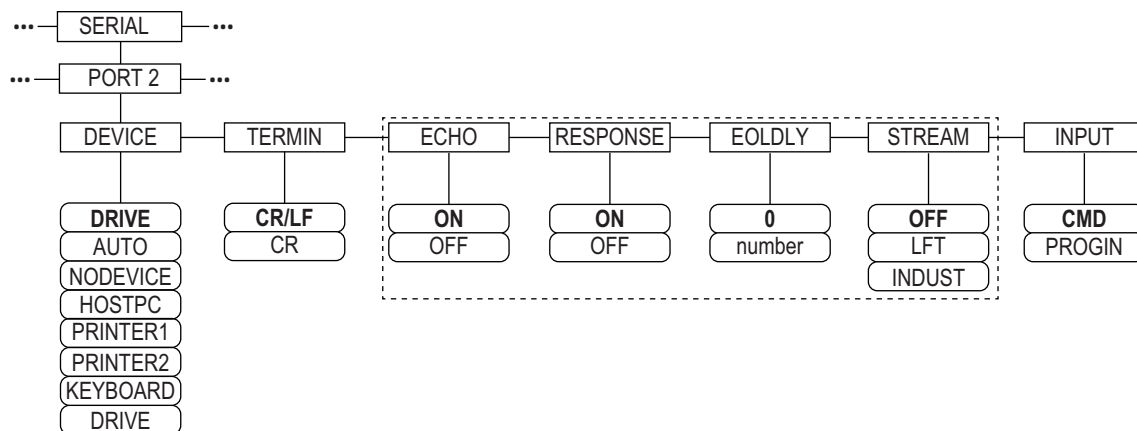 ••• SERIAL •••
••• PORT 2 •••
DEVICE TERMIN ECHO RESPONSE EOLDLY STREAM INPUT
DRIVE CR/LF ON ON 0 OFF CMD
AUTO CR OFF OFF number LFT PROGIN
NODEVICE INDUST
HOSTPC
PRINTER1
PRINTER2
KEYBOARD
DRIVE